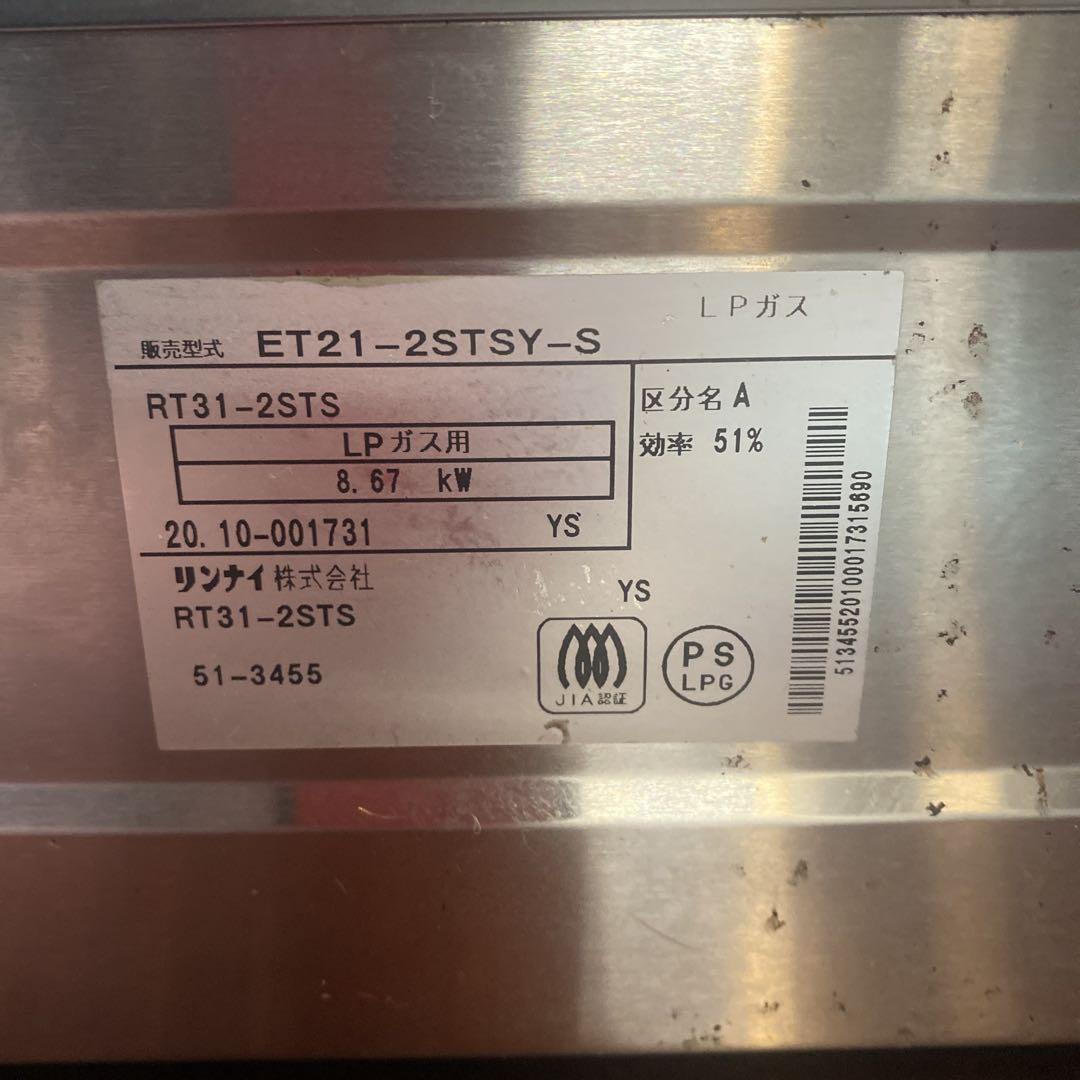 LPガス
販売型式 ET21-2STSY-S
RT31-2STS
LPガス用
8.67 kW
20.10-001731 YS
区分名 A
効率 51%
リンナイ株式会社
YS
RT31-2STS
51-3455
JIA認証
PS
LPG
51345520100017315690